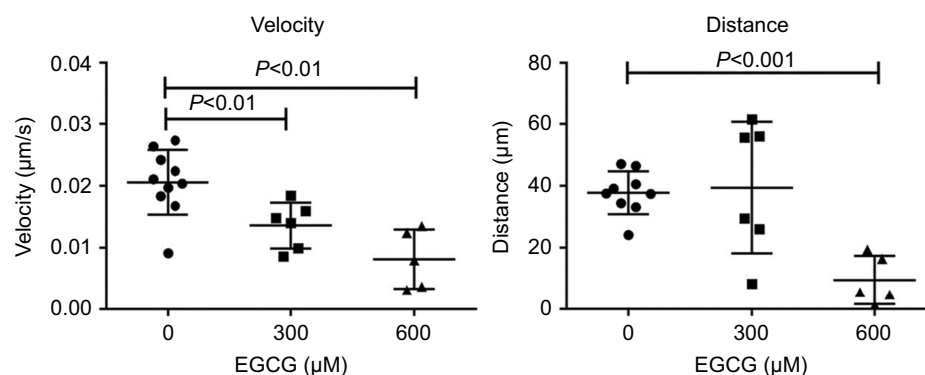 Velocity
Velocity (μm/s)
0.04
0.03
0.02
0.01
0.00
P<0.01
P<0.01
0
300
600
EGCG (μM)
Distance
Distance (μm)
80
60
40
20
0
P<0.001
0
300
600
EGCG (μM)